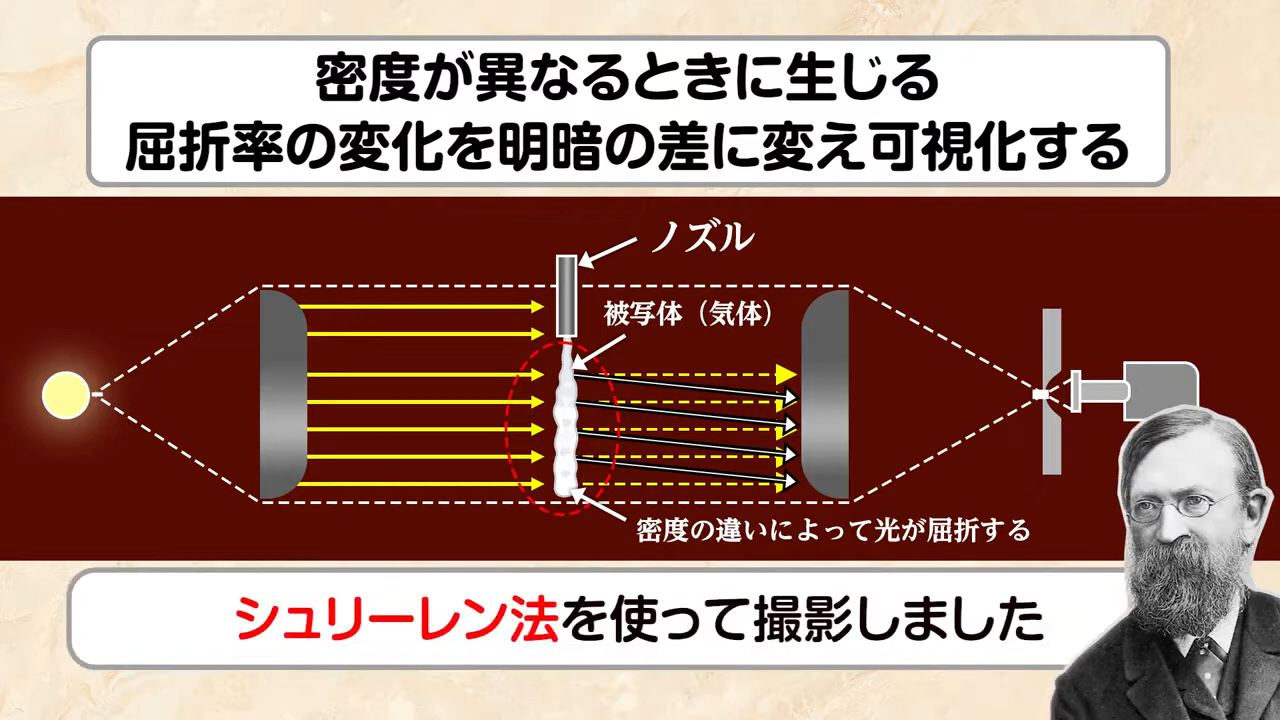 密度が異なるときに生じる
屈折率の変化を明暗の差に変え可視化する
ノズル
被写体（気体）
密度の違いによって光が屈折する
シュリーレン法を使って撮影しました